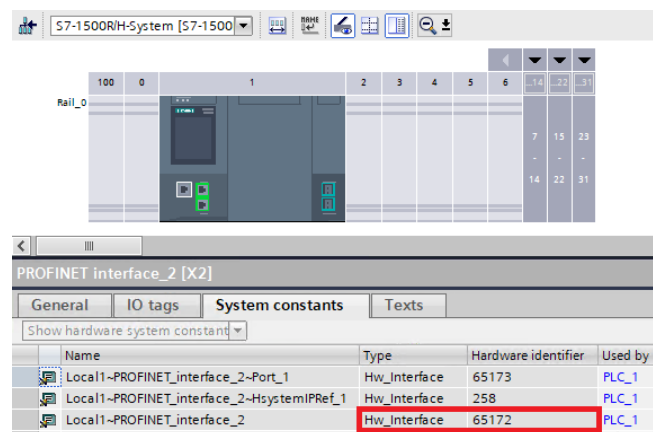 S7-1500R/H-System [S7-1500
NAME
100 0 1 2 3 4 5 6 ...14 ...22 ...31
Rail_0
SIEMENS
7 15 23
- - -
14 22 31
PROFINET interface_2 [X2]
General IO tags System constants Texts
Show hardware system constant
Name Type Hardware identifier Used by
Local1~PROFINET_interface_2~Port_1 Hw_Interface 65173 PLC_1
Local1~PROFINET_interface_2~HsystemIPRef_1 Hw_Interface 258 PLC_1
Local1~PROFINET_interface_2 Hw_Interface 65172 PLC_1